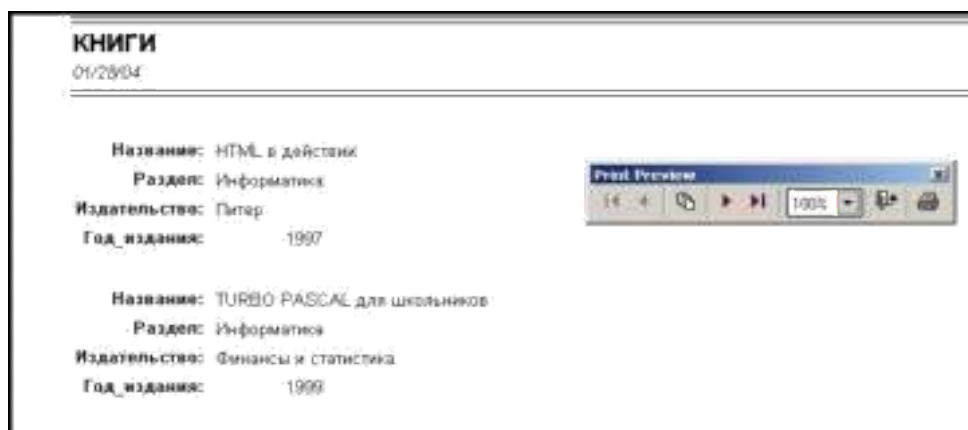 КНИГИ
01/28/04
Название: HTML в действии
Раздел: Информатика
Издательство: Питер
Год_издания: 1997
Print Preview
100%
Название: TURBO PASCAL для школьников
Раздел: Информатика
Издательство: Финансы и статистика
Год_издания: 1999